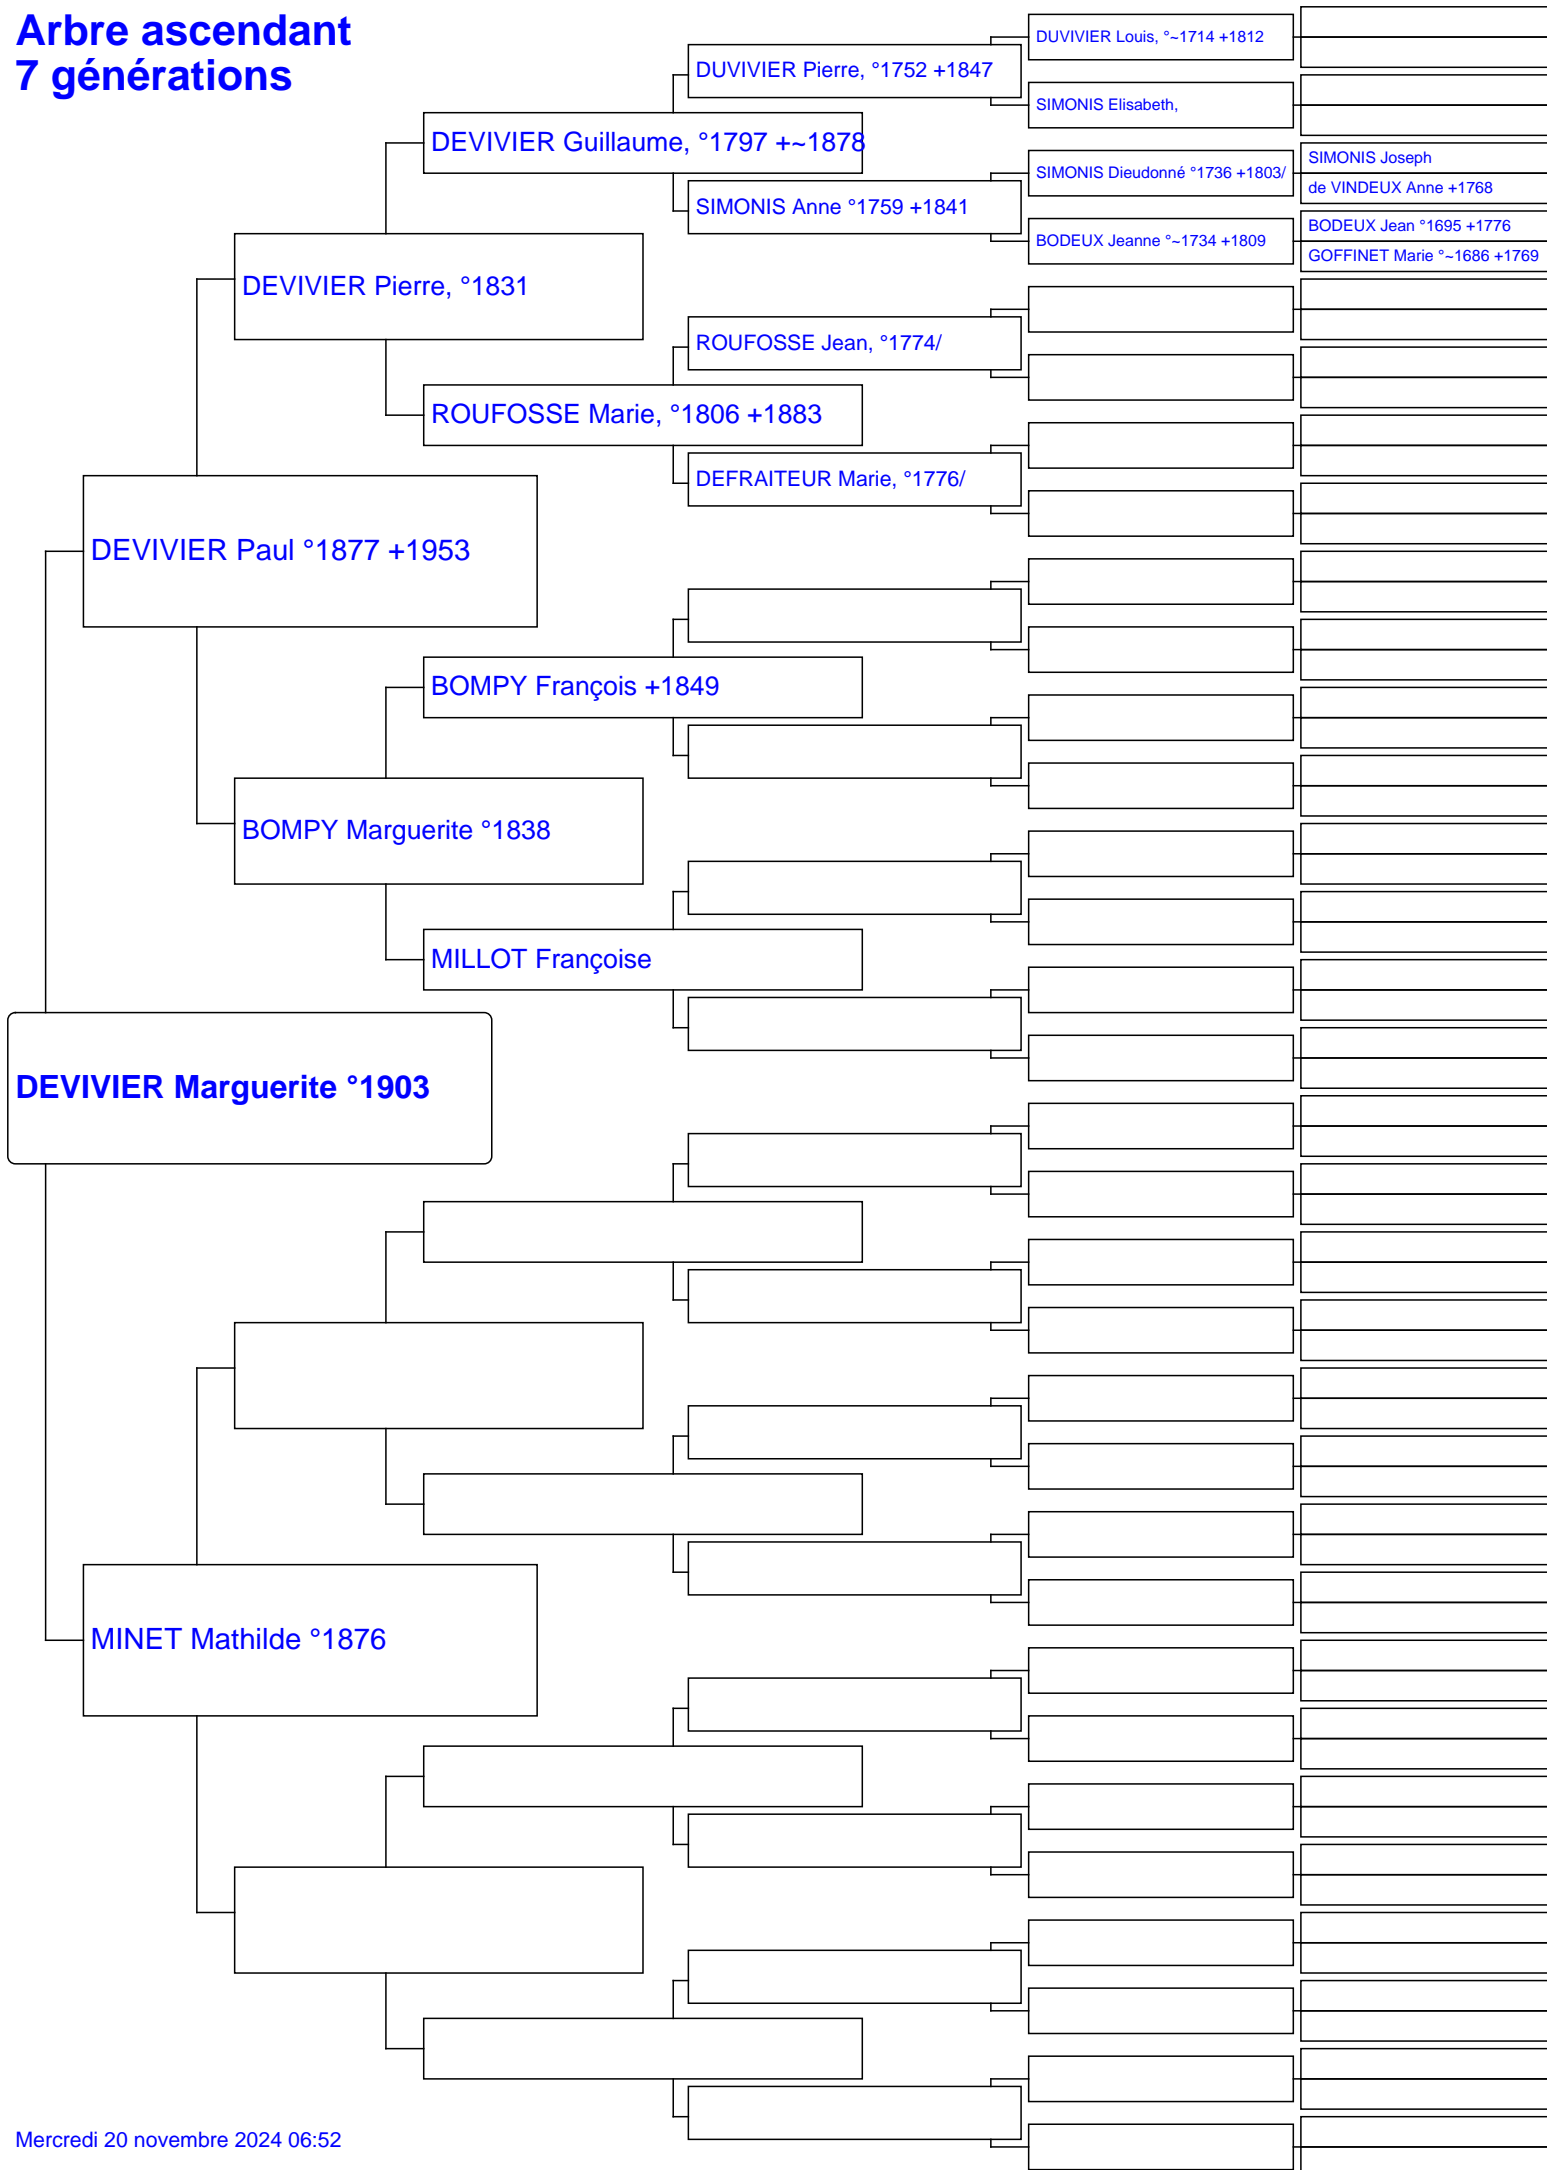 Arbre ascendant
7 générations
DUVIVIER Louis, °~1714 +1812
DUVIVIER Pierre, °1752 +1847
SIMONIS Elisabeth,
DEVIVIER Guillaume, °1797 +~1878
SIMONIS Joseph
SIMONIS Dieudonné °1736 +1803/
de VINDEUX Anne +1768
SIMONIS Anne °1759 +1841
BODEUX Jean °1695 +1776
BODEUX Jeanne °~1734 +1809
GOFFINET Marie °~1686 +1769
DEVIVIER Pierre, °1831
ROUFOSSE Jean, °1774/
ROUFOSSE Marie, °1806 +1883
DEFRAITEUR Marie, °1776/
DEVIVIER Paul °1877 +1953
BOMPY François +1849
BOMPY Marguerite °1838
MILLOT Françoise
DEVIVIER Marguerite °1903
MINET Mathilde °1876
Mercredi 20 novembre 2024 06:52